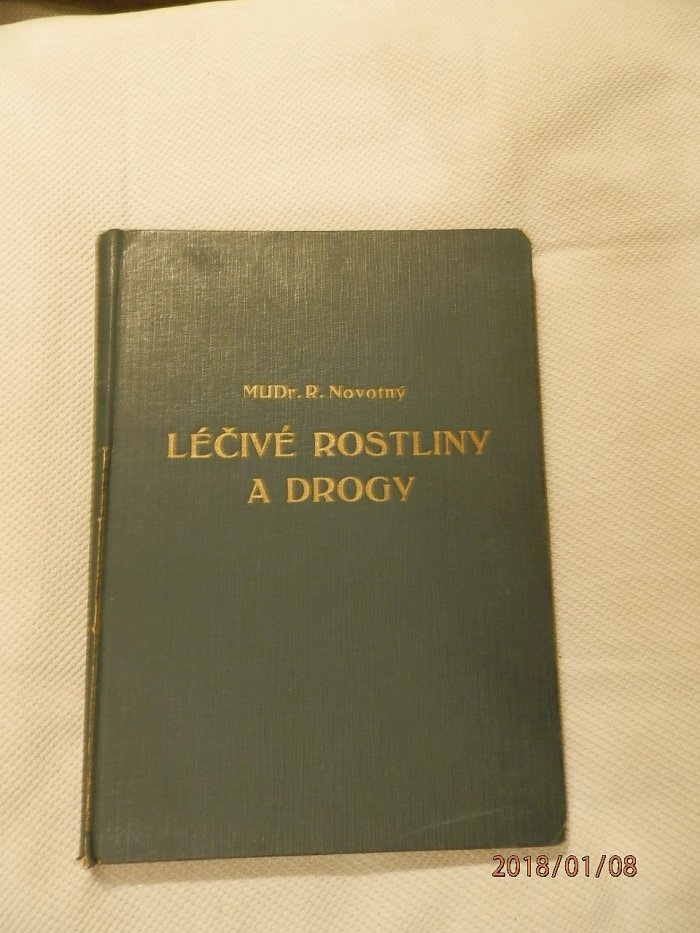 MUDr. R. Novotný
LÉČIVÉ ROSTLINY
A DROGY
2018/01/08